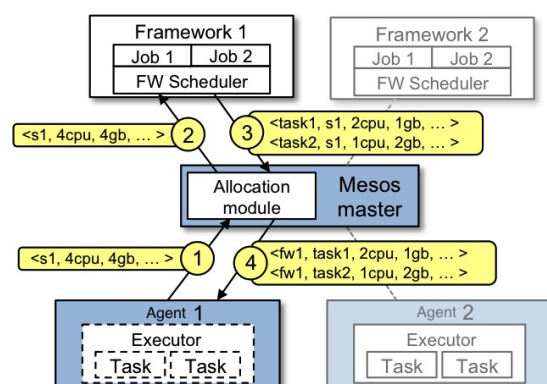 Framework 1
Job 1 Job 2
FW Scheduler
Framework 2
Job 1 Job 2
FW Scheduler
<s1, 4cpu, 4gb, ... >
2
3
<task1, s1, 2cpu, 1gb, ... >
<task2, s1, 1cpu, 2gb, ... >
Allocation
module
Mesos
master
<s1, 4cpu, 4gb, ... >
1
4
<fw1, task1, 2cpu, 1gb, ... >
<fw1, task2, 1cpu, 2gb, ... >
Agent 1
Executor
Task Task
Agent 2
Executor
Task Task